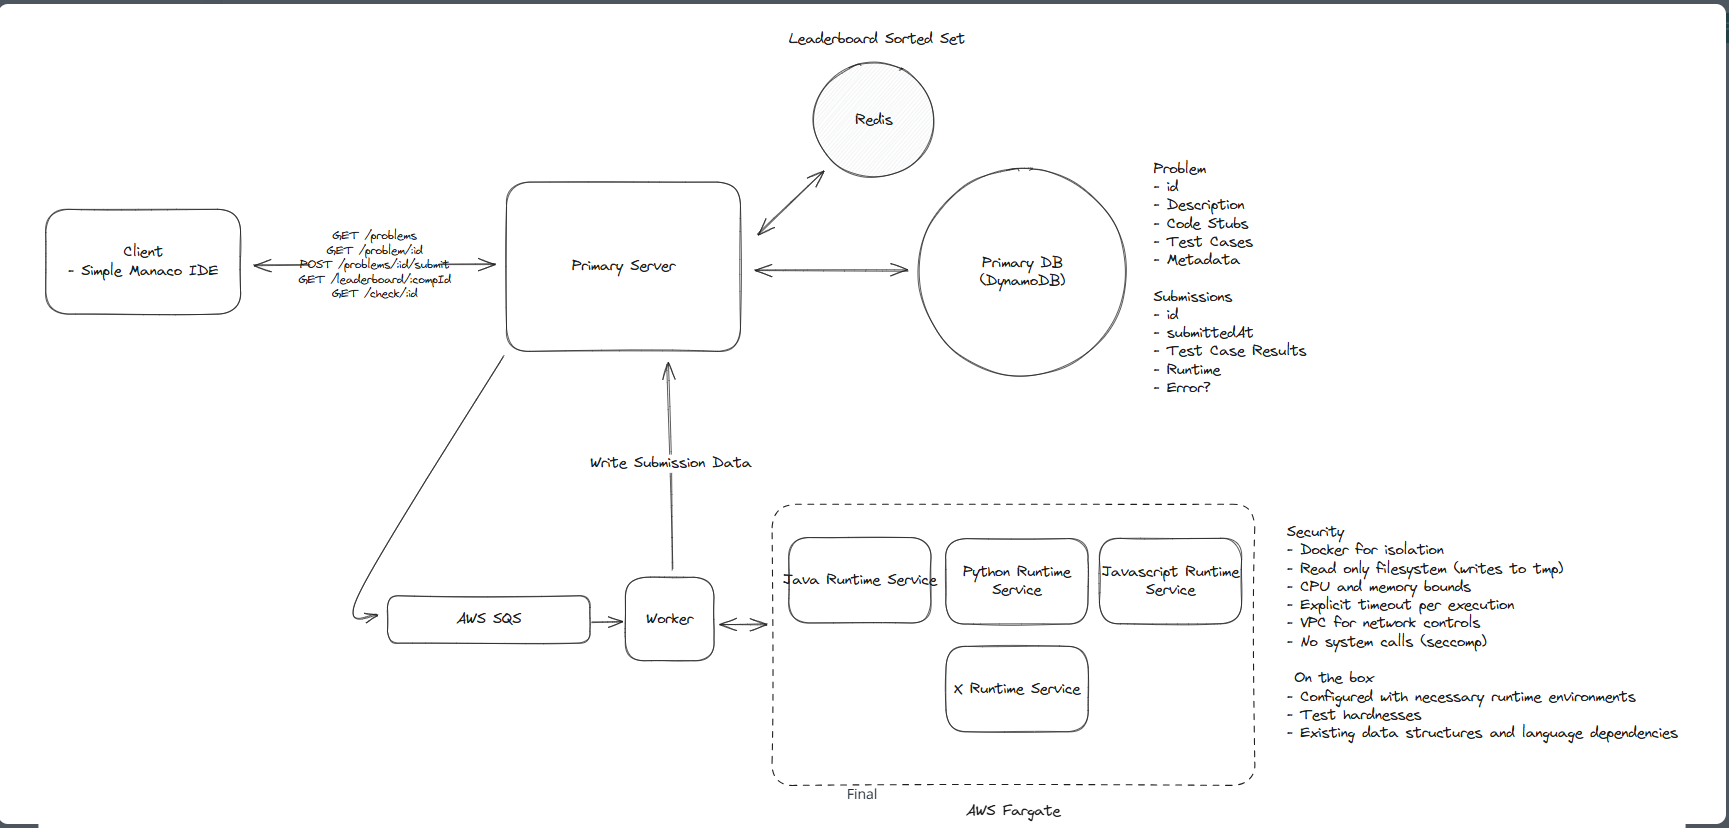 Leaderboard Sorted Set
Redis
Client
- Simple Manaco IDE
GET /problems
GET /problem/:id
POST /problems/:id/submit
GET /leaderboard/:compId
GET /check/:id
Primary Server
Primary DB
(DynamoDB)
Problem
- id
- Description
- Code Stubs
- Test Cases
- Metadata
Submissions
- id
- submittedAt
- Test Case Results
- Runtime
- Error?
Write Submission Data
AWS SQS
Worker
Java Runtime Service
Python Runtime
Service
Javascript Runtime
Service
X Runtime Service
Final
AWS Fargate
Security
- Docker for isolation
- Read only filesystem (writes to tmp)
- CPU and memory bounds
- Explicit timeout per execution
- VPC for network controls
- No system calls (seccomp)
On the box
- Configured with necessary runtime environments
- Test hardnesses
- Existing data structures and language dependencies